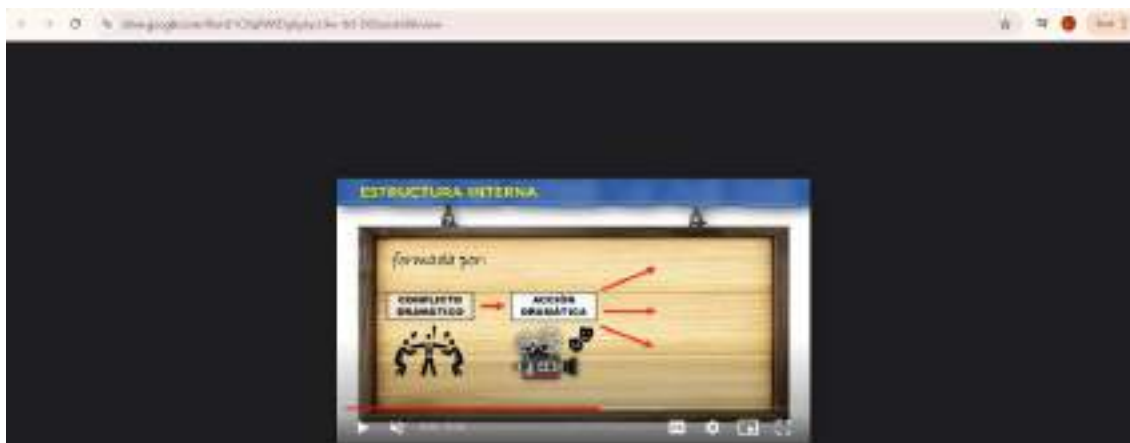 ESTRUCTURA INTERNA
formada por:
CONFLICTO
DRAMÁTICO
ACCIÓN
DRAMÁTICA